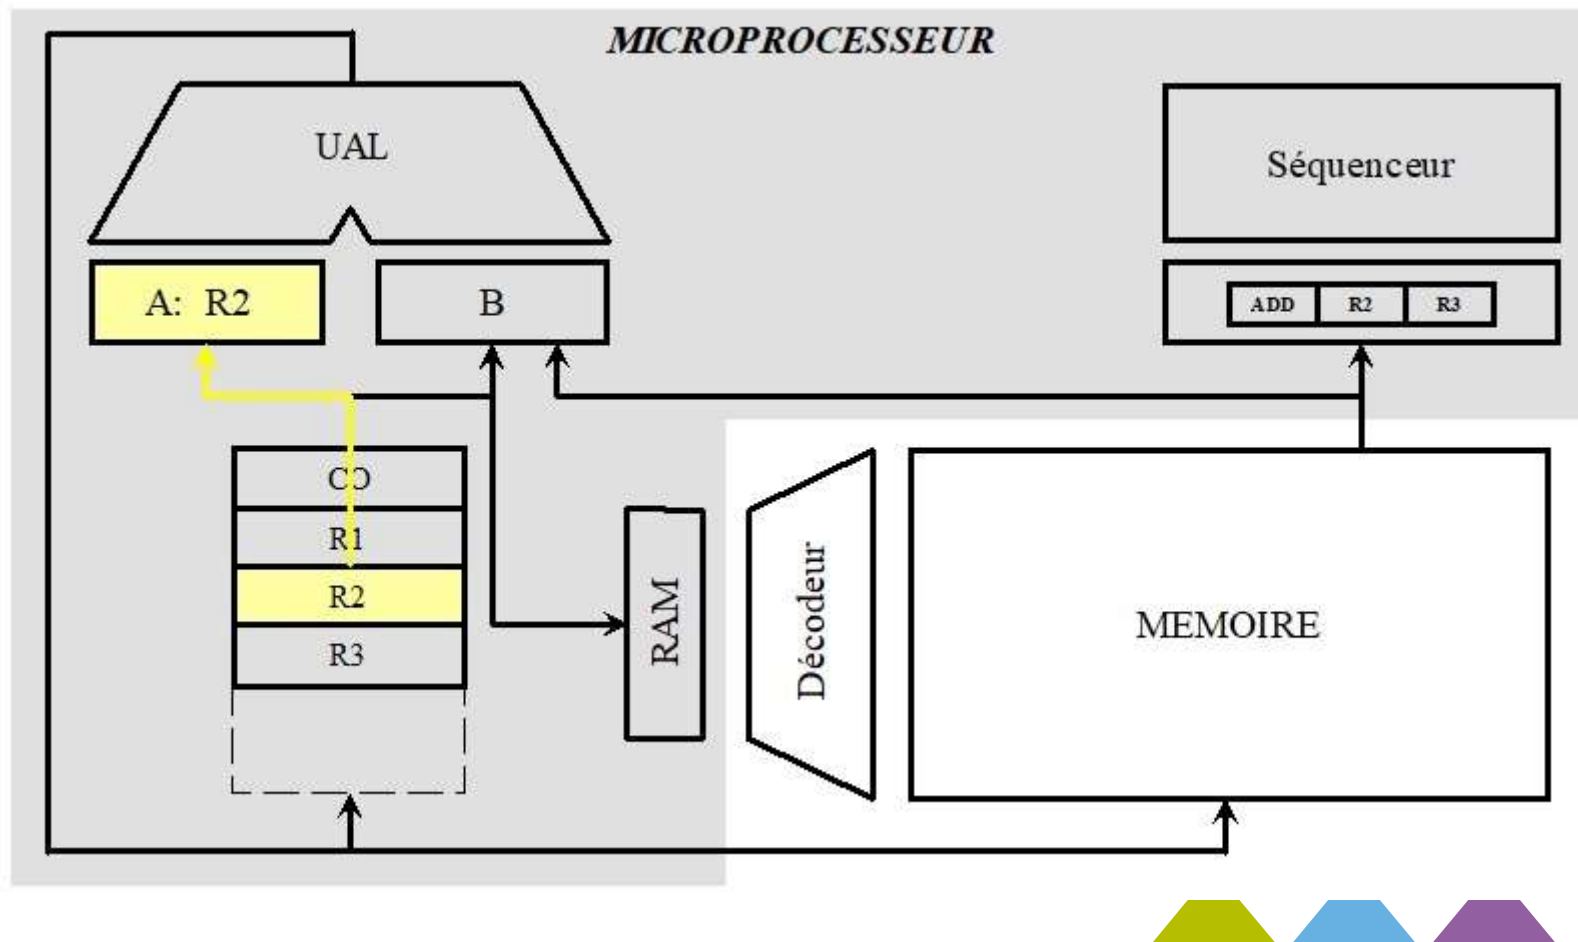 MICROPROCESSEUR
UAL
Séquenceur
A: R2
B
ADD R2 R3
CO
R1
R2
R3
RAM
Décodeur
MEMOIRE